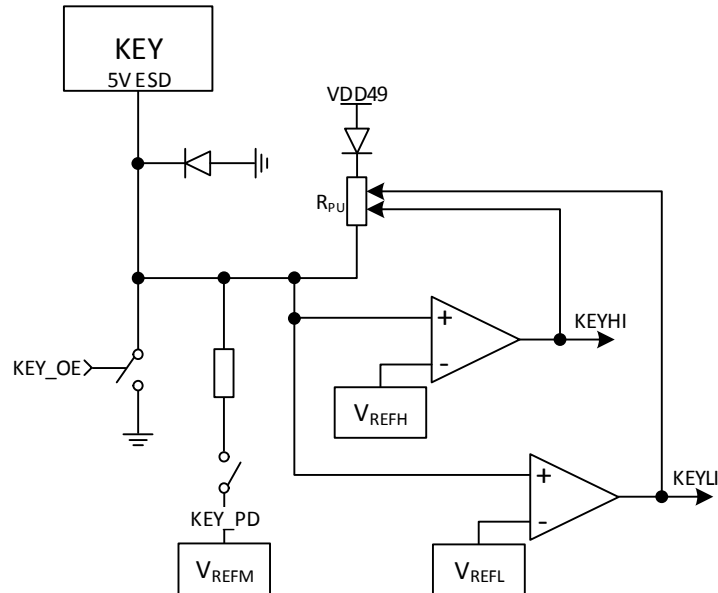 KEY
5V ESD
VDD49
RPU
+
-
KEYHI
KEY_OE
VREFH
+
-
KEYLI
KEY_PD
VREFM
VREFL